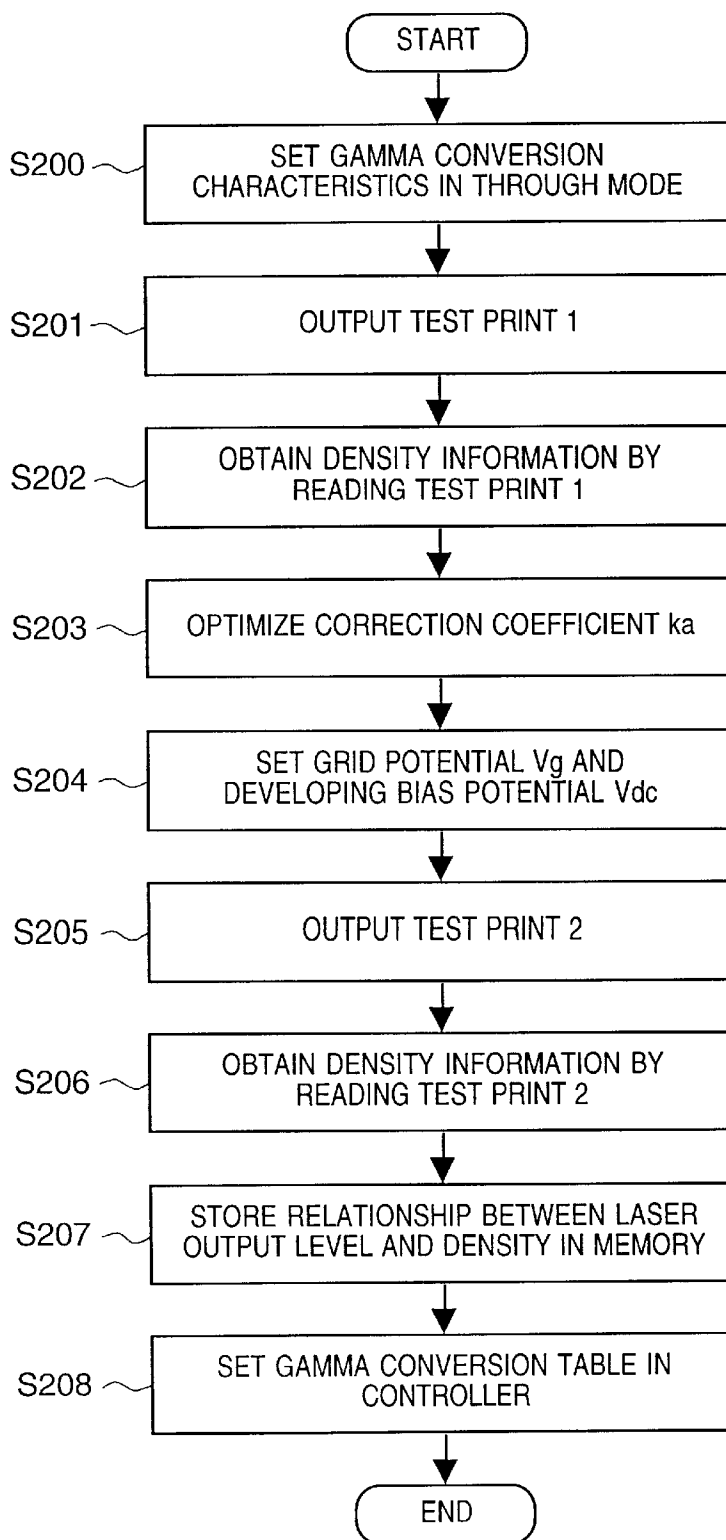 START
S200
SET GAMMA CONVERSION
CHARACTERISTICS IN THROUGH MODE
S201
OUTPUT TEST PRINT 1
S202
OBTAIN DENSITY INFORMATION BY
READING TEST PRINT 1
S203
OPTIMIZE CORRECTION COEFFICIENT ka
S204
SET GRID POTENTIAL Vg AND
DEVELOPING BIAS POTENTIAL Vdc
S205
OUTPUT TEST PRINT 2
S206
OBTAIN DENSITY INFORMATION BY
READING TEST PRINT 2
S207
STORE RELATIONSHIP BETWEEN LASER
OUTPUT LEVEL AND DENSITY IN MEMORY
S208
SET GAMMA CONVERSION TABLE IN
CONTROLLER
END